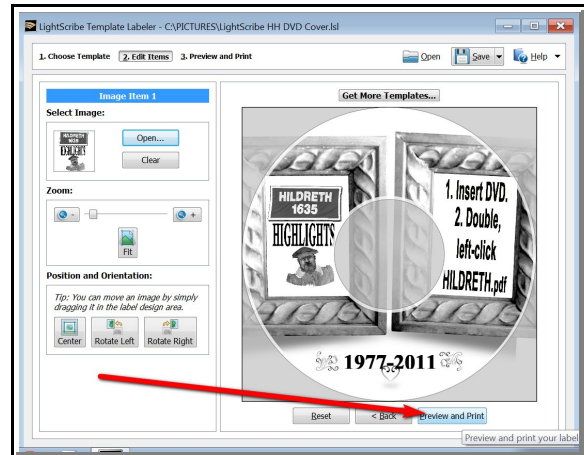 LightScribe Template Labeler - C:\PICTURES\LightScribe HH DVD Cover.lsl
1. Choose Template 2. Edit Items 3. Preview and Print
Open Save Help
Image Item 1
Select Image:
HILDRETH
1635
HIGHLIGHTS
Open...
Clear
Zoom:
-
+
Fit
Position and Orientation:
Tip: You can move an image by simply
dragging it in the label design area.
Center Rotate Left Rotate Right
Get More Templates...
HILDRETH
1635
HIGHLIGHTS
1. Insert DVD.
2. Double,
left-click
HILDRETH.pdf
1977-2011
Reset < Back Preview and Print
Preview and print your label